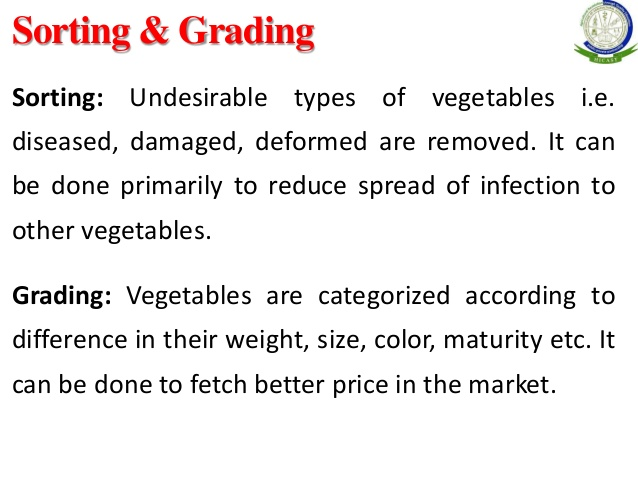 Sorting & Grading
Sorting: Undesirable types of vegetables i.e.
diseased, damaged, deformed are removed. It can
be done primarily to reduce spread of infection to
other vegetables.
Grading: Vegetables are categorized according to
difference in their weight, size, color, maturity etc. It
can be done to fetch better price in the market.